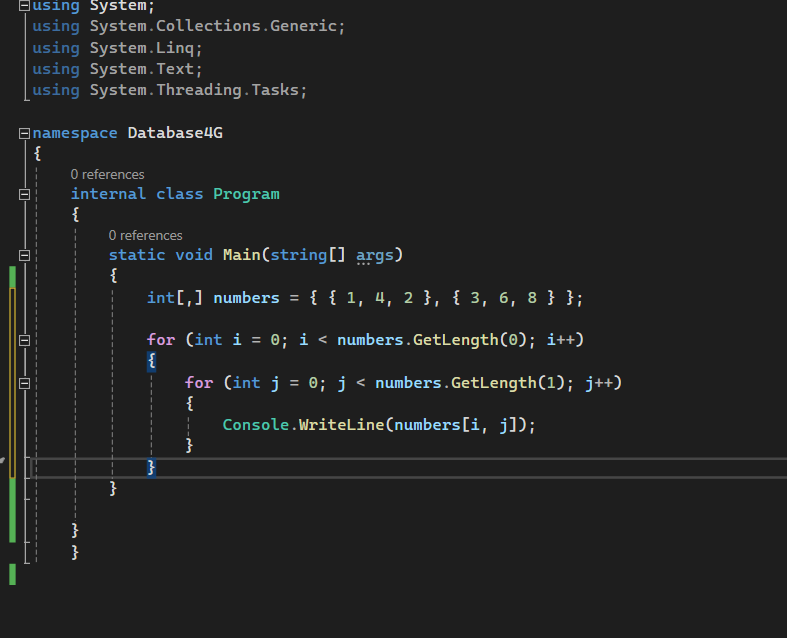 using System;
using System.Collections.Generic;
using System.Linq;
using System.Text;
using System.Threading.Tasks;
namespace Database4G
{
0 references
internal class Program
{
0 references
static void Main(string[] args)
{
int[,] numbers = { { 1, 4, 2 }, { 3, 6, 8 } };
for (int i = 0; i < numbers.GetLength(0); i++)
{
for (int j = 0; j < numbers.GetLength(1); j++)
{
Console.WriteLine(numbers[i, j]);
}
}
}
}
}